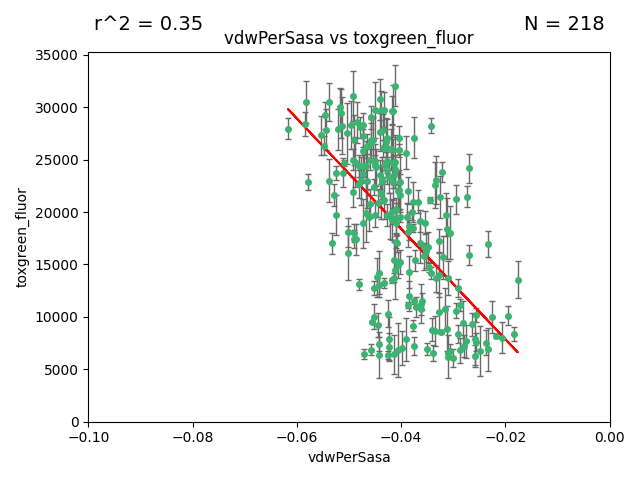 r^2 = 0.35
N = 218
vdwPerSasa vs toxgreen_fluor
35000
30000
25000
20000
15000
10000
5000
0
toxgreen_fluor
−0.10
−0.08
−0.06
−0.04
−0.02
0.00
vdwPerSasa